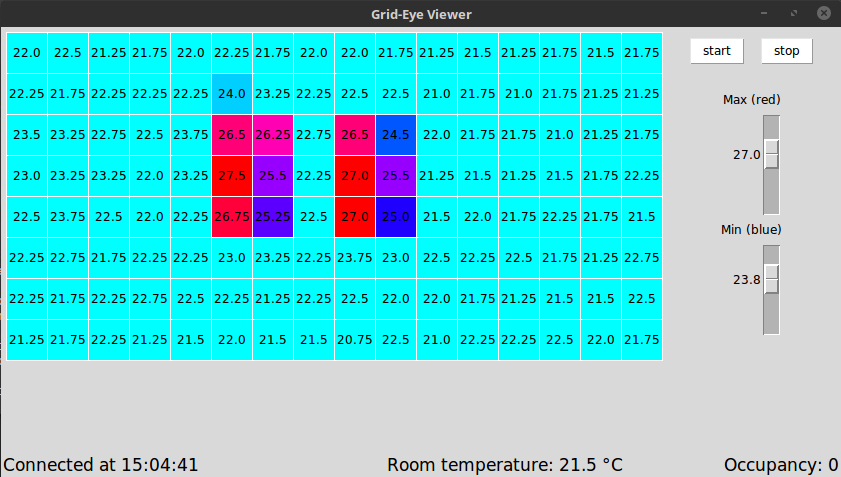 Grid-Eye Viewer
22.0 22.5 21.25 21.75 22.0 22.25 21.75 22.0 22.0 21.75 21.25 21.5 21.25 21.75 21.5 21.75
start stop
22.25 21.75 22.25 22.25 22.25 24.0 23.25 22.25 22.5 22.5 21.0 21.75 21.0 21.75 21.25 21.25
Max (red)
23.5 23.25 22.75 22.5 23.75 26.5 26.25 22.75 26.5 24.5 22.0 21.75 21.75 21.0 21.25 21.75
27.0
23.0 23.25 23.25 22.0 23.25 27.5 25.5 22.25 27.0 25.5 21.25 21.5 21.25 21.5 21.75 22.25
22.5 23.75 22.5 22.0 22.25 26.75 25.25 22.5 27.0 25.0 21.5 22.0 21.75 22.25 21.75 21.5
Min (blue)
22.25 22.75 21.75 22.25 22.25 23.0 23.25 22.25 23.75 23.0 22.5 22.25 22.5 21.75 21.25 22.75
23.8
22.25 21.75 22.25 22.75 22.5 22.25 21.25 22.25 22.5 22.0 22.0 21.75 21.25 21.5 21.5 22.5
21.25 21.75 22.25 21.25 21.5 22.0 21.5 21.5 20.75 22.5 21.0 22.25 22.25 22.5 22.0 21.75
Connected at 15:04:41 Room temperature: 21.5 °C Occupancy: 0